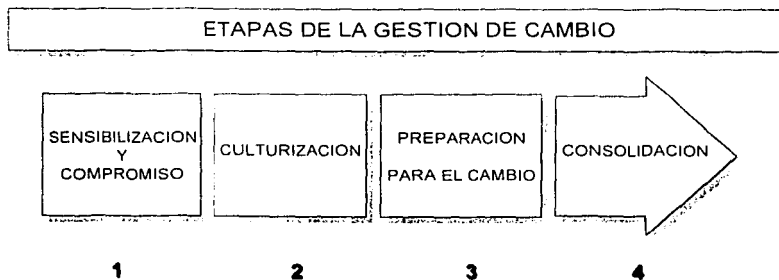 ETAPAS DE LA GESTION DE CAMBIO
SENSIBILIZACION
Y
COMPROMISO
CULTURIZACION
PREPARACION
PARA EL CAMBIO
CONSOLIDACION
1
2
3
4